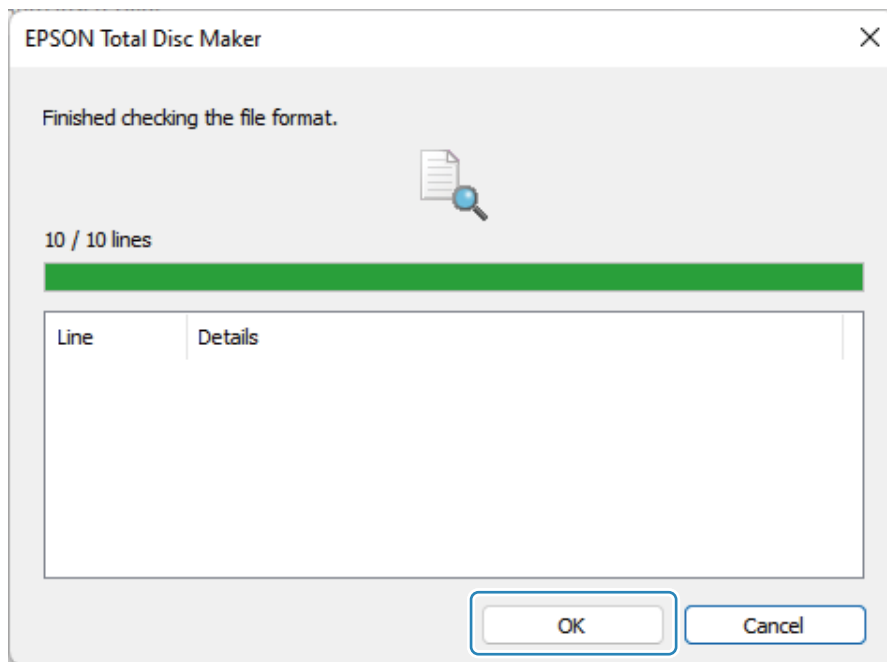 EPSON Total Disc Maker
Finished checking the file format.
10 / 10 lines
Line Details
OK Cancel